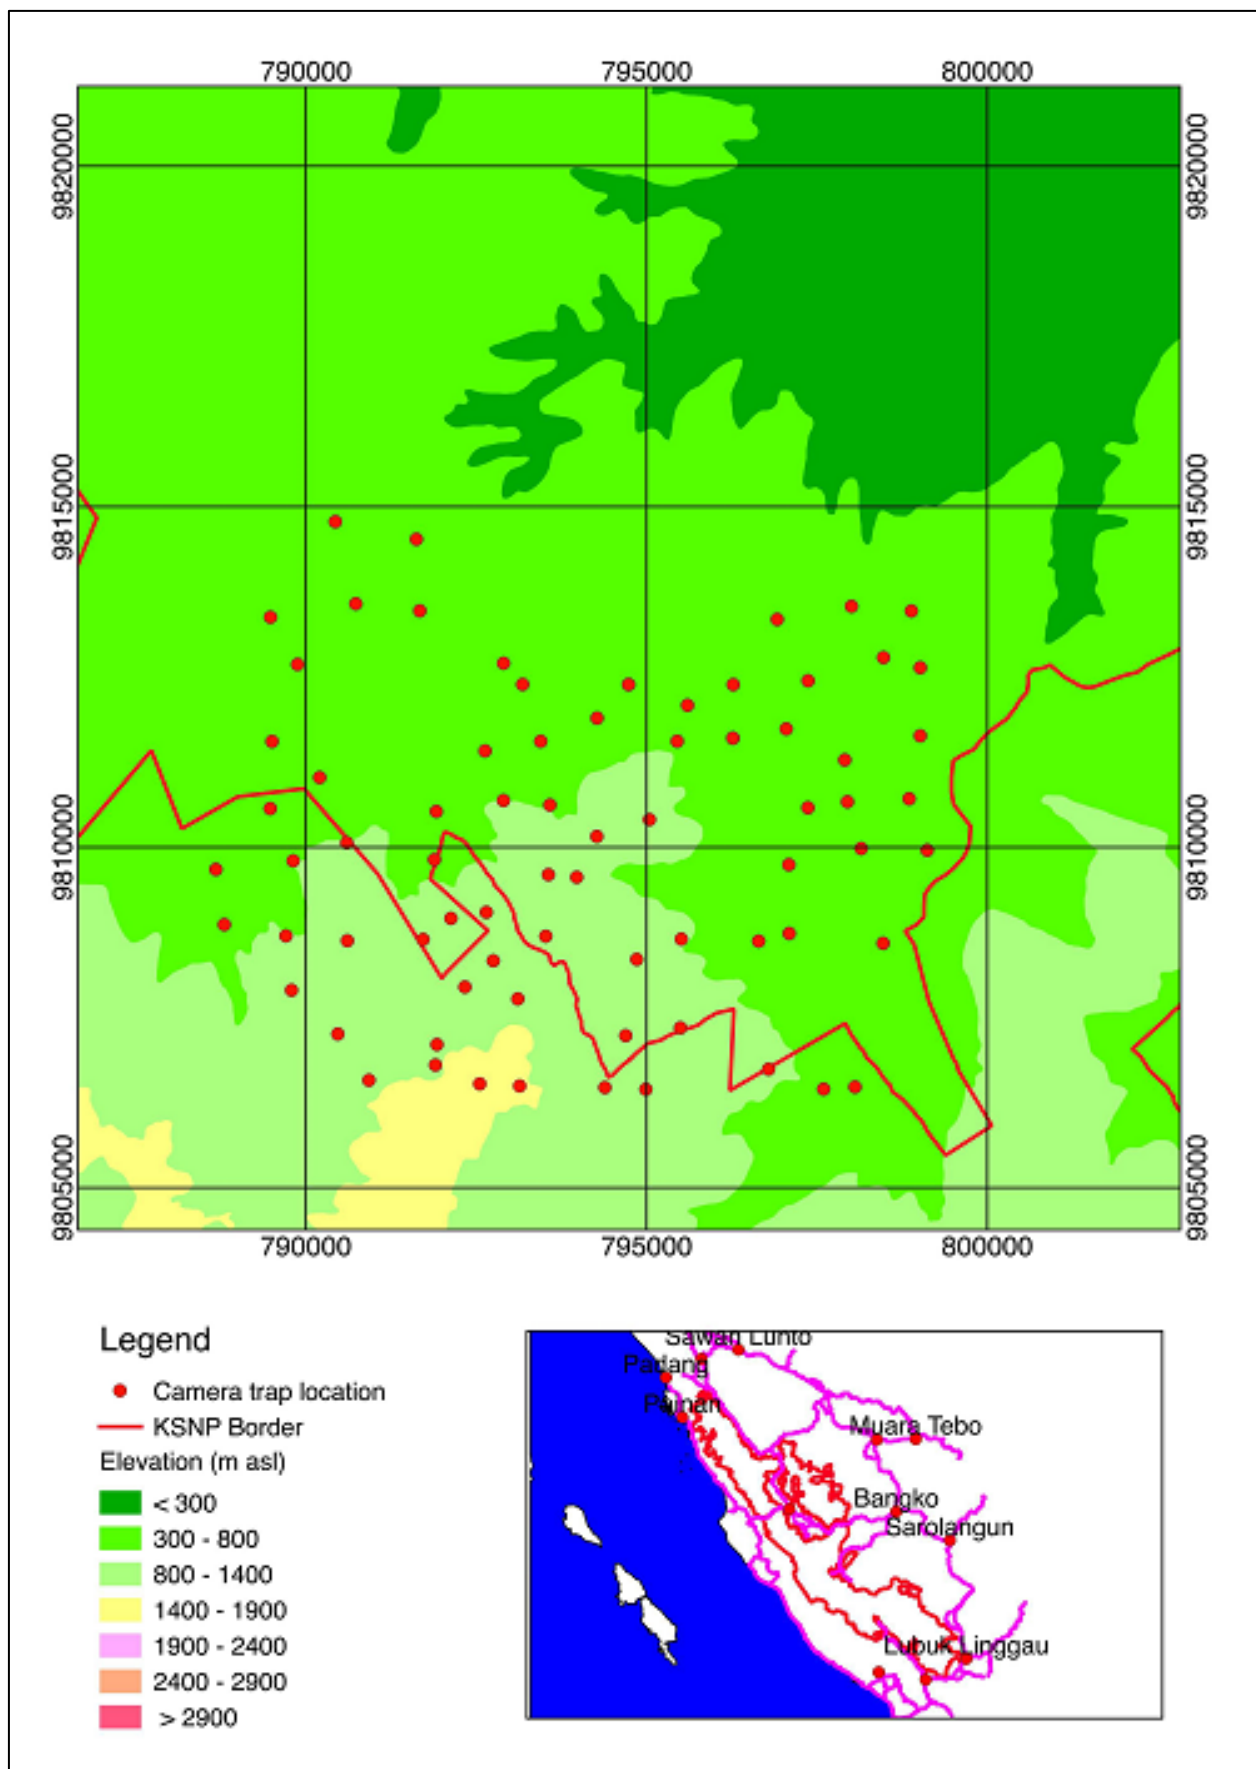 790000 795000 800000
9820000 9820000
9815000 9815000
9810000 9810000
9805000 9805000
790000 795000 800000
Legend
Camera trap location
KSNP Border
Elevation (m asl)
< 300
300 - 800
800 - 1400
1400 - 1900
1900 - 2400
2400 - 2900
> 2900
Sawah Lunto
Padang
Painan
Muara Tebo
Bangko
Sarolangun
Lubuk Linggau